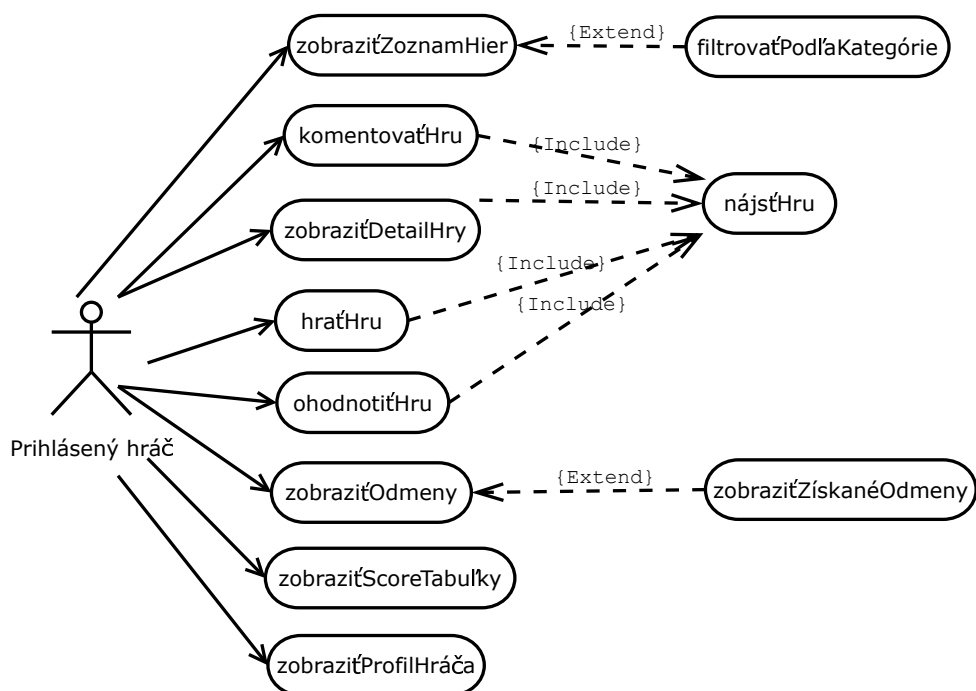 zobraziťZoznamHier
{Extend}
filtrovaťPodľaKategórie
komentovaťHru
{Include}
{Include}
nájsťHru
zobraziťDetailHry
{Include}
hraťHru
{Include}
ohodnotiťHru
Prihlásený hráč
zobraziťOdmeny
{Extend}
zobraziťZískanéOdmeny
zobraziťScoreTabuľky
zobraziťProfilHráča